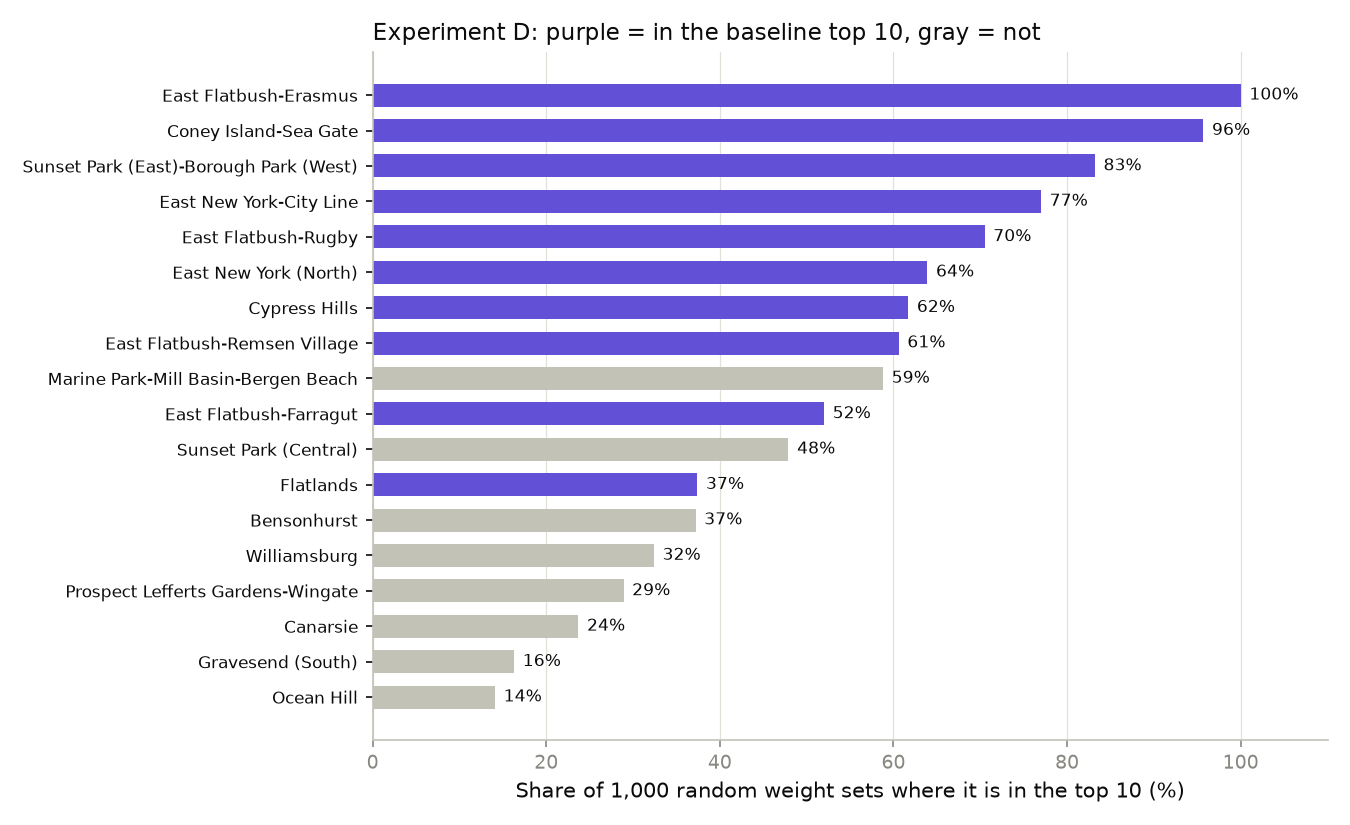 Experiment D: purple = in the baseline top 10, gray = not
East Flatbush-Erasmus 100%
Coney Island-Sea Gate 96%
Sunset Park (East)-Borough Park (West) 83%
East New York-City Line 77%
East Flatbush-Rugby 70%
East New York (North) 64%
Cypress Hills 62%
East Flatbush-Remsen Village 61%
Marine Park-Mill Basin-Bergen Beach 59%
East Flatbush-Farragut 52%
Sunset Park (Central) 48%
Flatlands 37%
Bensonhurst 37%
Williamsburg 32%
Prospect Lefferts Gardens-Wingate 29%
Canarsie 24%
Gravesend (South) 16%
Ocean Hill 14%
0 20 40 60 80 100
Share of 1,000 random weight sets where it is in the top 10 (%)